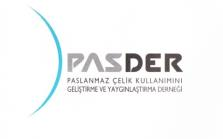 PASDER
PASLANMAZ ÇELİK KULLANIMINI
GELİŞTİRME VE YAYGINLAŞTIRMA DERNEĞİ